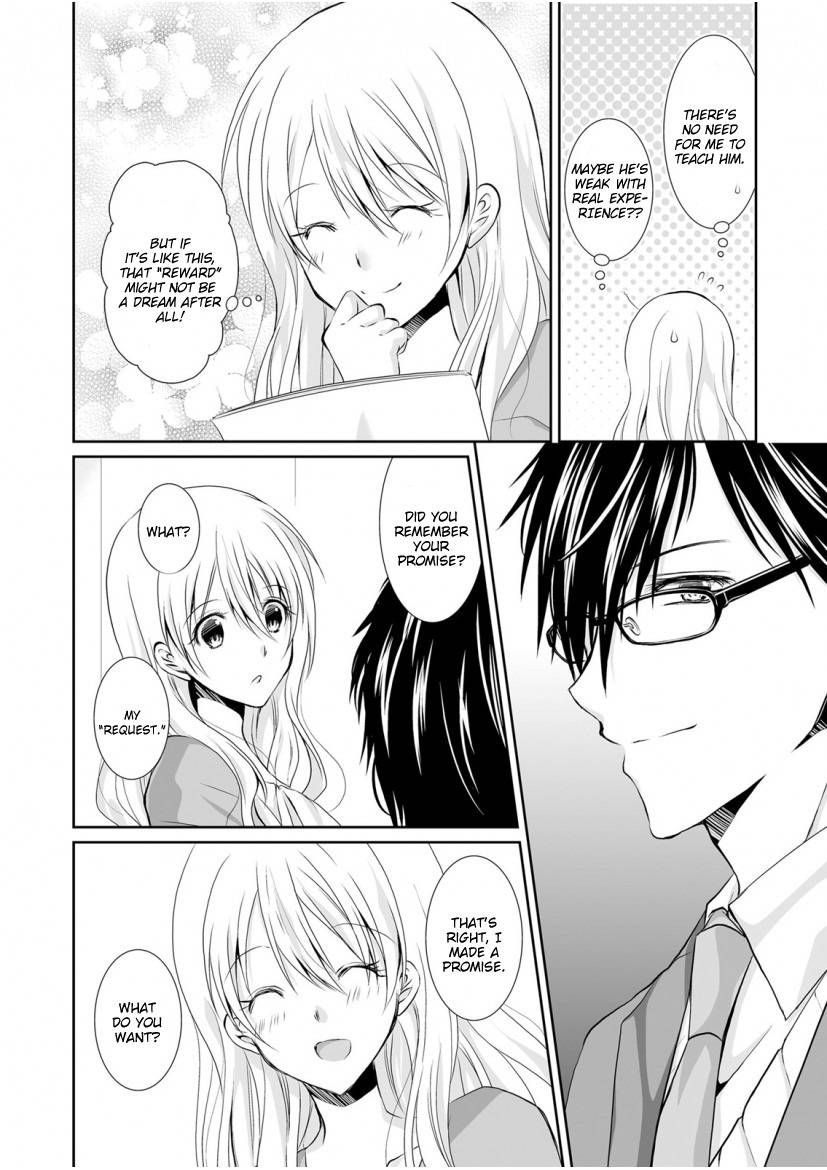 THERE'S
NO NEED
FOR ME TO
TEACH HIM.
MAYBE HE'S
WEAK WITH
REAL EXPE-
RIENCE??
BUT IF
IT'S LIKE THIS,
THAT "REWARD"
MIGHT NOT BE
A DREAM AFTER
ALL!
DID YOU
REMEMBER
YOUR
PROMISE?
WHAT?
MY
"REQUEST."
THAT'S
RIGHT, I
MADE A
PROMISE.
WHAT
DO YOU
WANT?